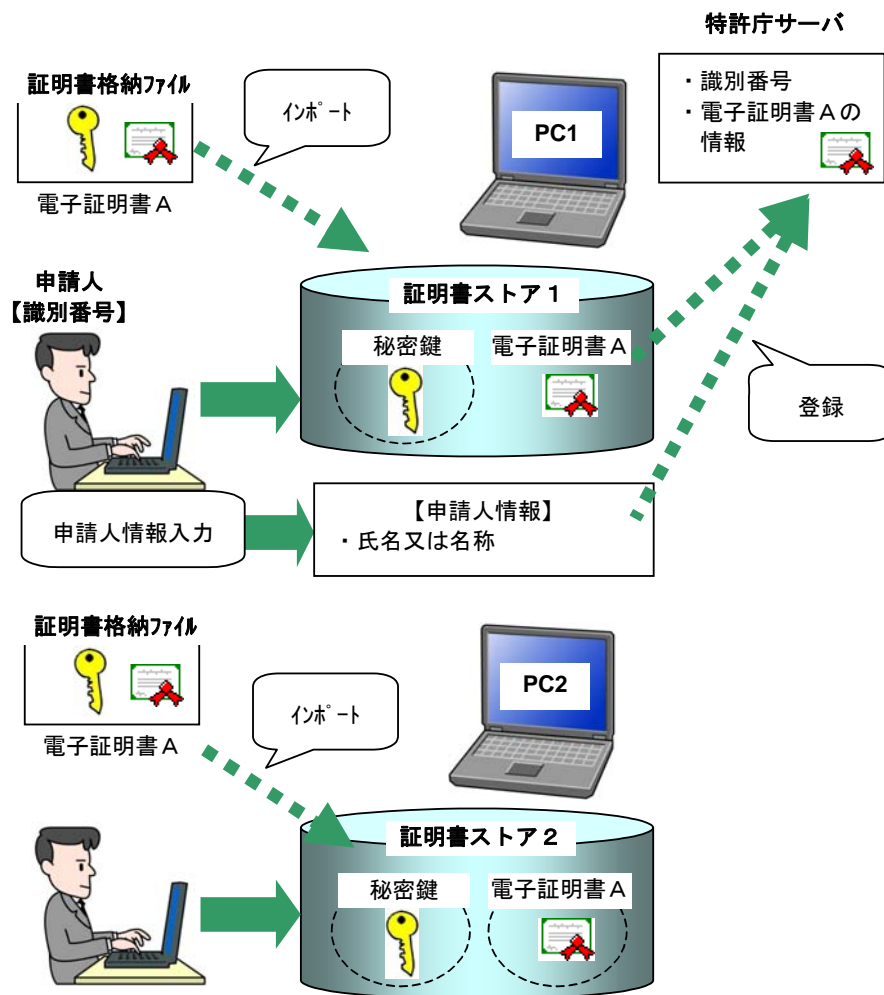 特許庁サーバ
証明書格納ファイル
インポート
PC1
・識別番号
・電子証明書Aの
情報
電子証明書A
申請人
【識別番号】
証明書ストア1
秘密鍵
電子証明書A
登録
申請人情報入力
【申請人情報】
・氏名又は名称
証明書格納ファイル
インポート
PC2
電子証明書A
証明書ストア2
秘密鍵
電子証明書A